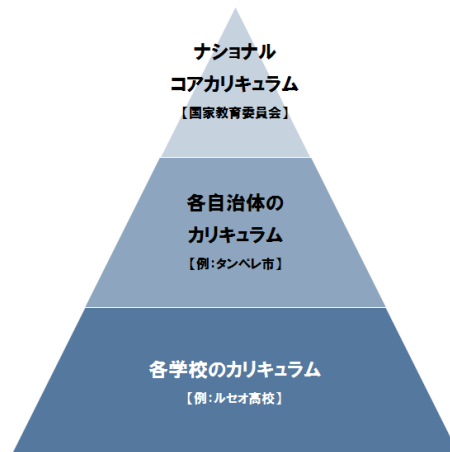 ナショナル
コアカリキュラム
【国家教育委員会】
各自治体の
カリキュラム
【例：タンペレ市】
各学校のカリキュラム
【例：ルセオ高校】